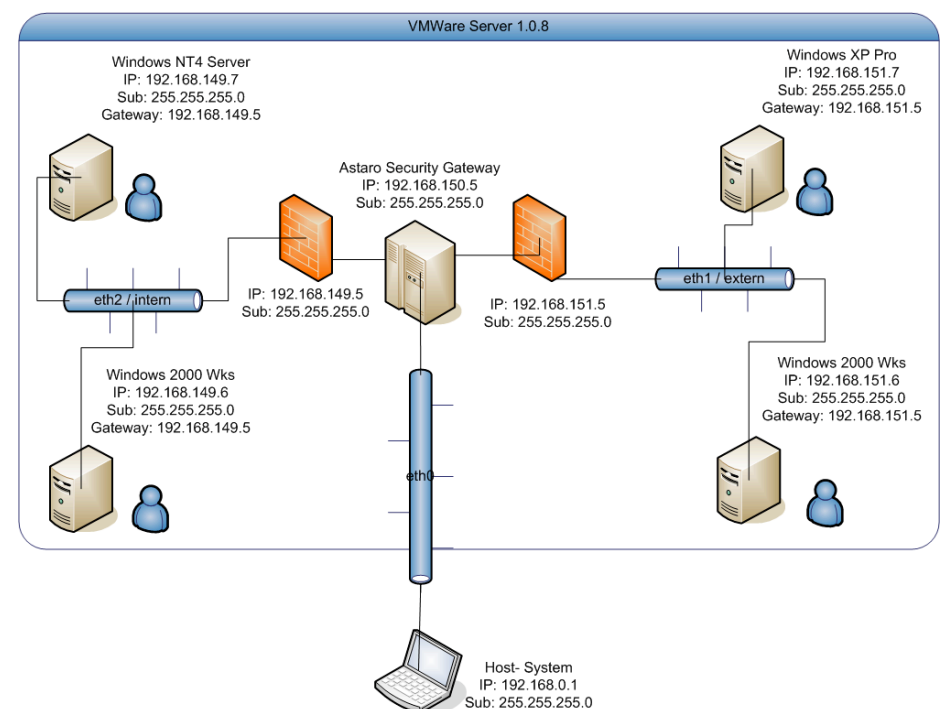 VMWare Server 1.0.8
Windows NT4 Server
IP: 192.168.149.7
Sub: 255.255.255.0
Gateway: 192.168.149.5
Windows XP Pro
IP: 192.168.151.7
Sub: 255.255.255.0
Gateway: 192.168.151.5
Astaro Security Gateway
IP: 192.168.150.5
Sub: 255.255.255.0
eth2 / intern
IP: 192.168.149.5
Sub: 255.255.255.0
IP: 192.168.151.5
Sub: 255.255.255.0
eth1 / extern
Windows 2000 Wks
IP: 192.168.149.6
Sub: 255.255.255.0
Gateway: 192.168.149.5
Windows 2000 Wks
IP: 192.168.151.6
Sub: 255.255.255.0
Gateway: 192.168.151.5
eth0
Host- System
IP: 192.168.0.1
Sub: 255.255.255.0